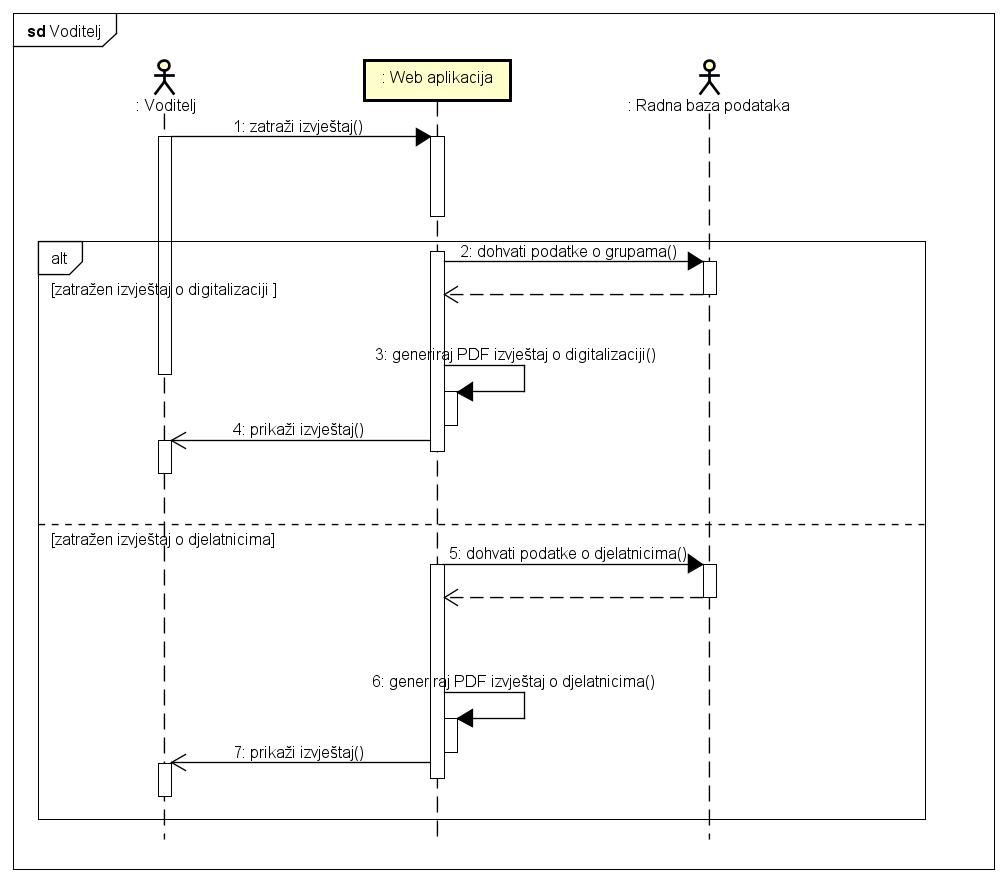 sd Voditelj
: Voditelj
: Web aplikacija
: Radna baza podataka
1: zatraži izvještaj()
alt
2: dohvati podatke o grupama()
[zatražen izvještaj o digitalizaciji ]
3: generiraj PDF izvještaj o digitalizaciji()
4: prikaži izvještaj()
[zatražen izvještaj o djelatnicima]
5: dohvati podatke o djelatnicima()
6: generiraj PDF izvještaj o djelatnicima()
7: prikaži izvještaj()